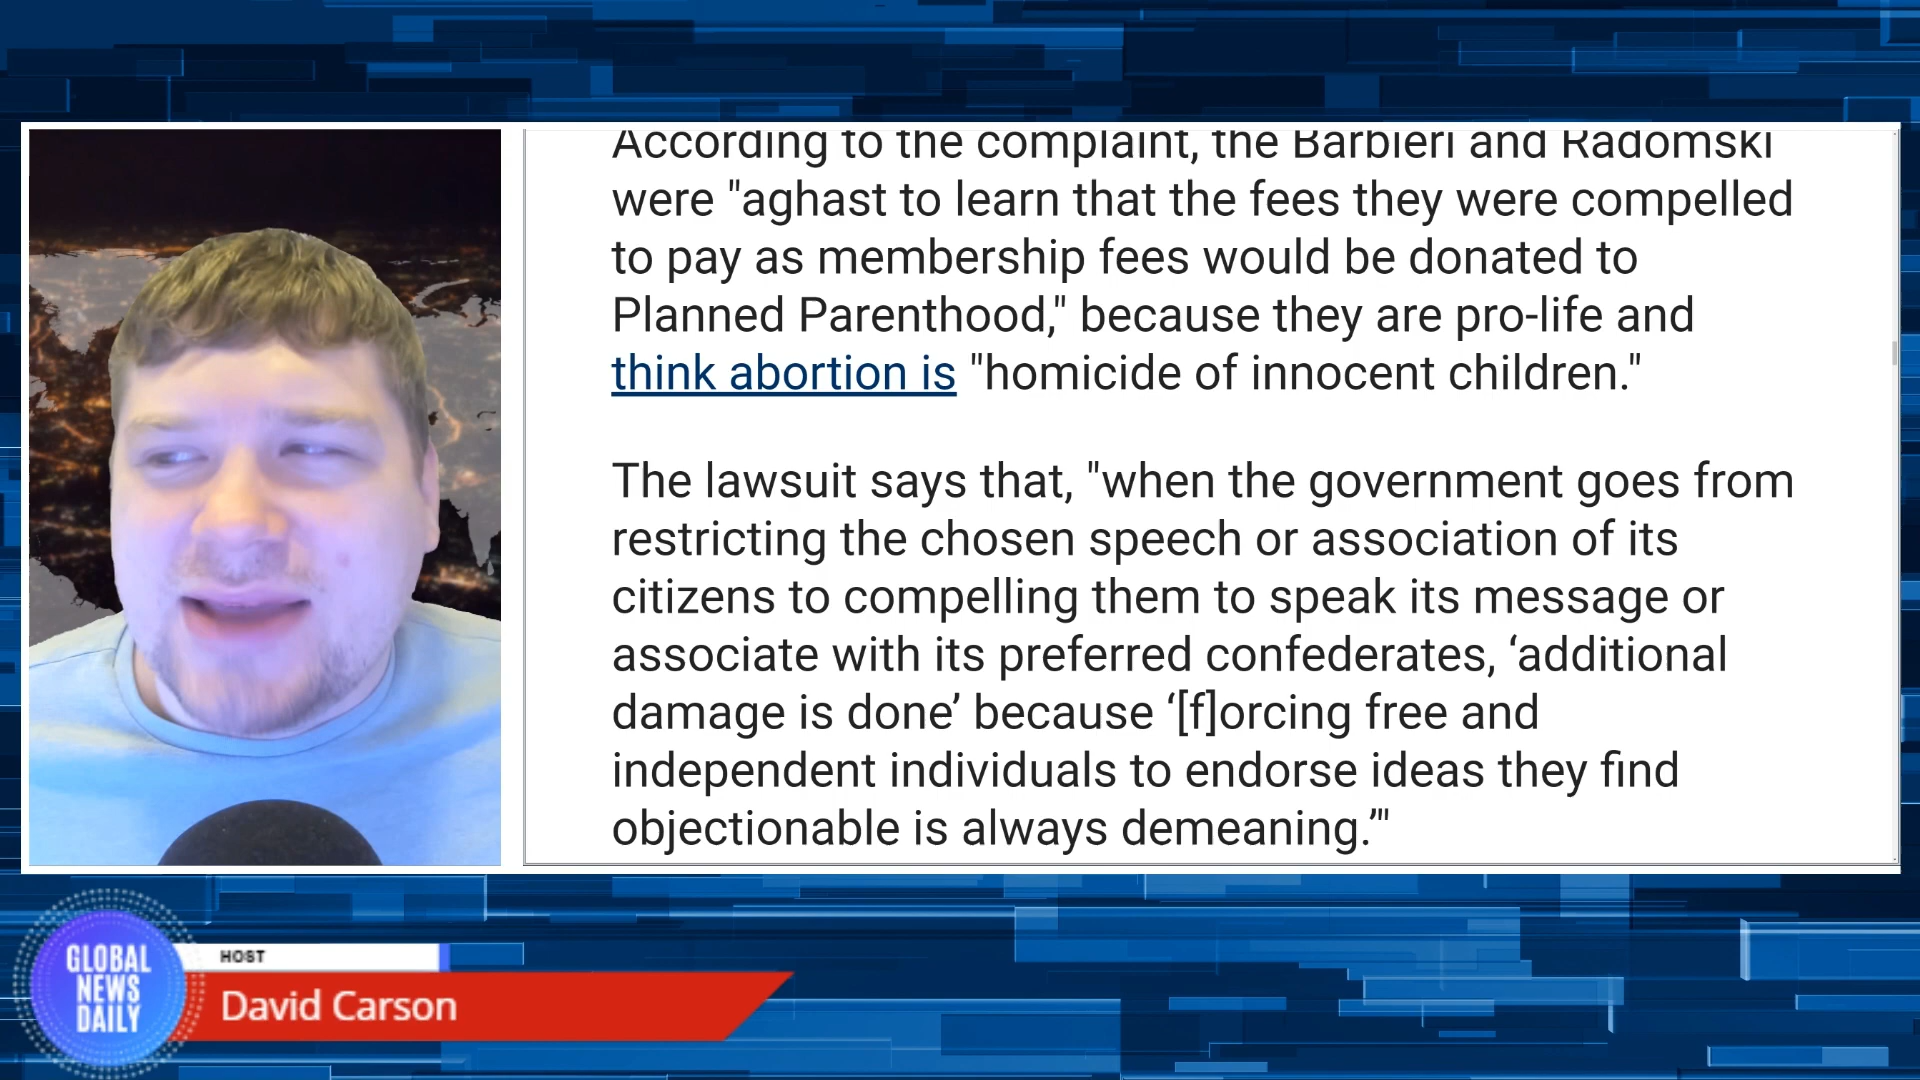 According to the complaint, the Barbieri and Radomski
were "aghast to learn that the fees they were compelled
to pay as membership fees would be donated to
Planned Parenthood," because they are pro-life and
think abortion is "homicide of innocent children."
The lawsuit says that, "when the government goes from
restricting the chosen speech or association of its
citizens to compelling them to speak its message or
associate with its preferred confederates, ‘additional
damage is done’ because ‘[f]orcing free and
independent individuals to endorse ideas they find
objectionable is always demeaning.’"
GLOBAL
NEWS
DAILY
HOST
David Carson